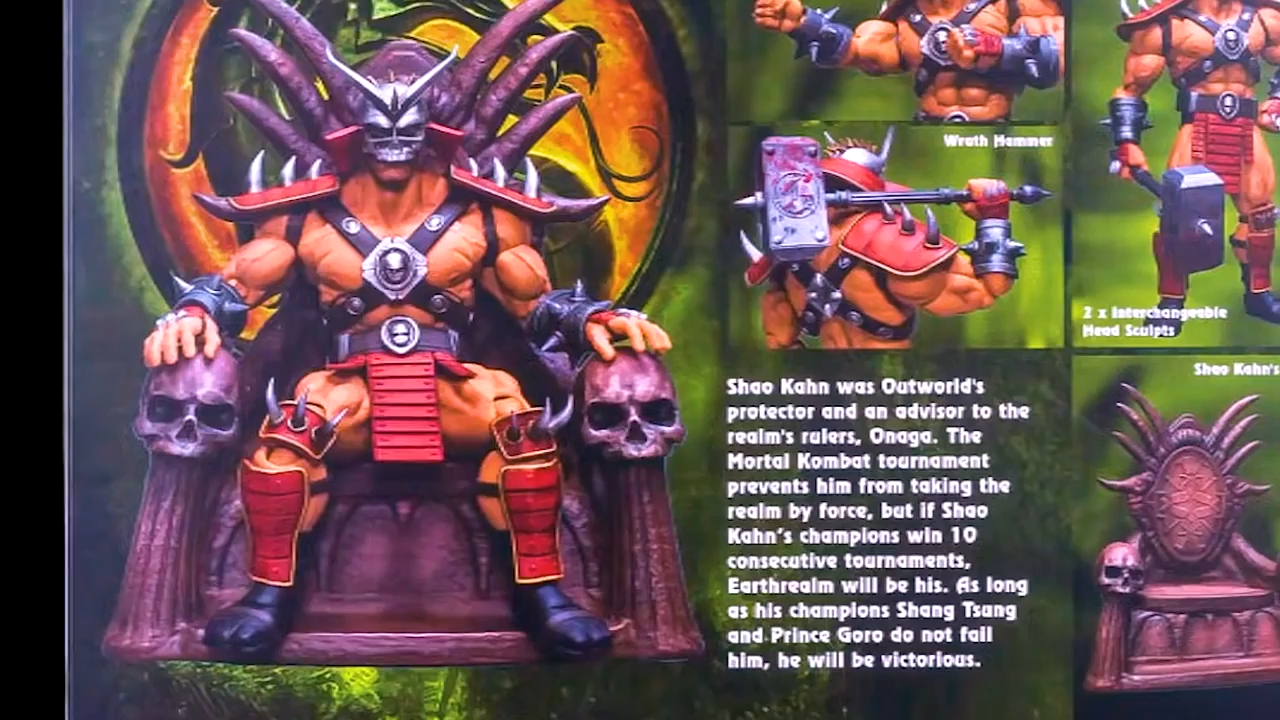 Wrath Hammer
2 x Interchangeable
Head Sculpts
Shao Kahn's
Shao Kahn was Outworld's
protector and an advisor to the
realm's rulers, Onaga. The
Mortal Kombat tournament
prevents him from taking the
realm by force, but if Shao
Kahn's champions win 10
consecutive tournaments,
Earthrealm will be his. As long
as his champions Shang Tsung
and Prince Goro do not fail
him, he will be victorious.